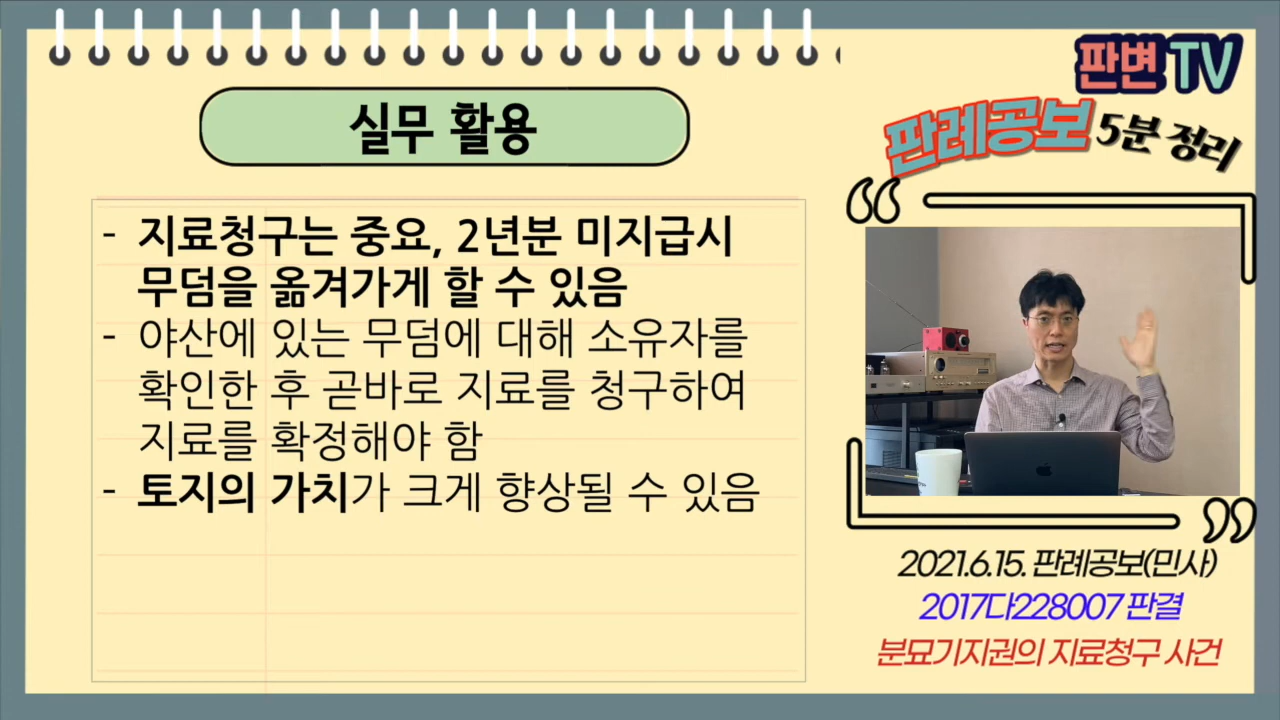 판변TV
판례공보 5분 정리
실무 활용
- 지료청구는 중요, 2년분 미지급시
무덤을 옮겨가게 할 수 있음
- 야산에 있는 무덤에 대해 소유자를
확인한 후 곧바로 지료를 청구하여
지료를 확정해야 함
- 토지의 가치가 크게 향상될 수 있음
2021.6.15. 판례공보(민사)
2017다228007 판결
분묘기지권의 지료청구 사건